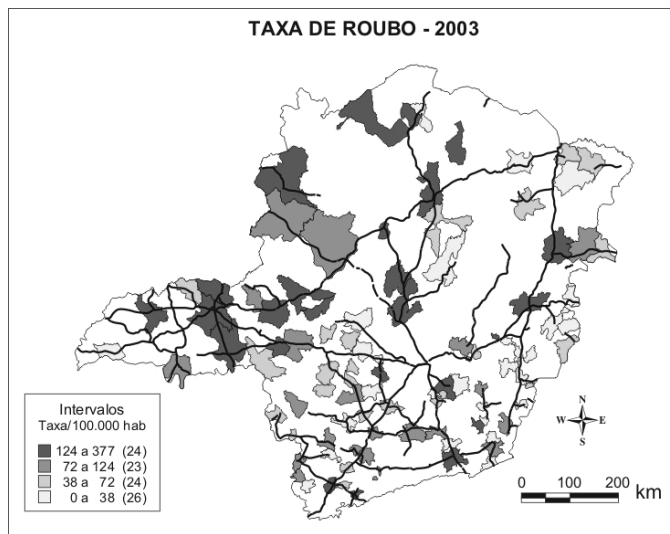 TAXA DE ROUBO - 2003
Intervalos
Taxa/100.000 hab
124 a 377 (24)
72 a 124 (23)
38 a 72 (24)
0 a 38 (26)
N
W E
S
0 100 200
km